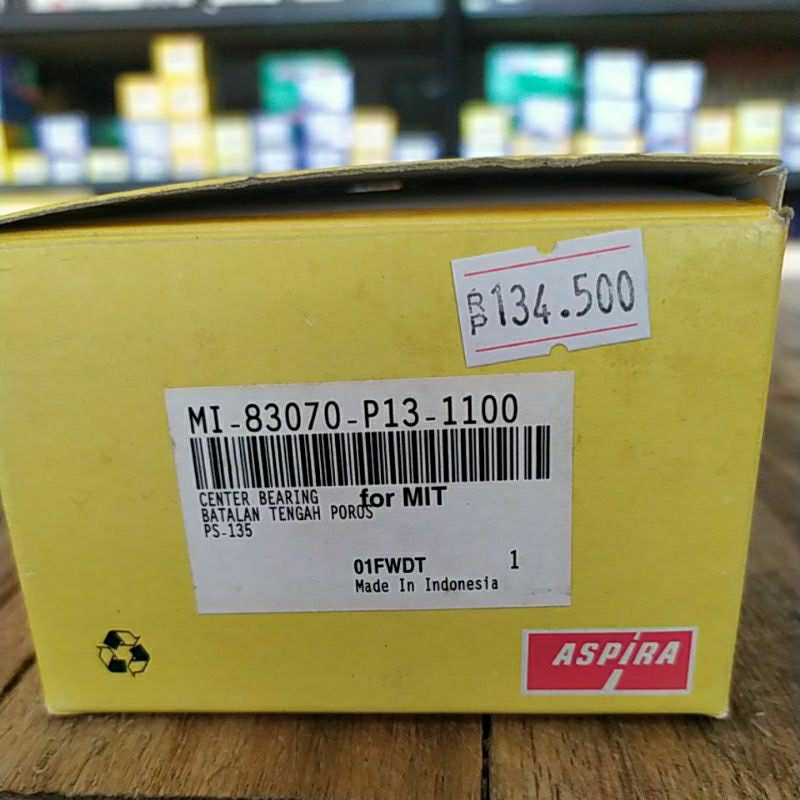 RP134.500
MI-83070-P13-1100
CENTER BEARING for MIT
BATALAN TENGAH POROS
PS-135
01FWDT 1
Made In Indonesia
ASPIRA